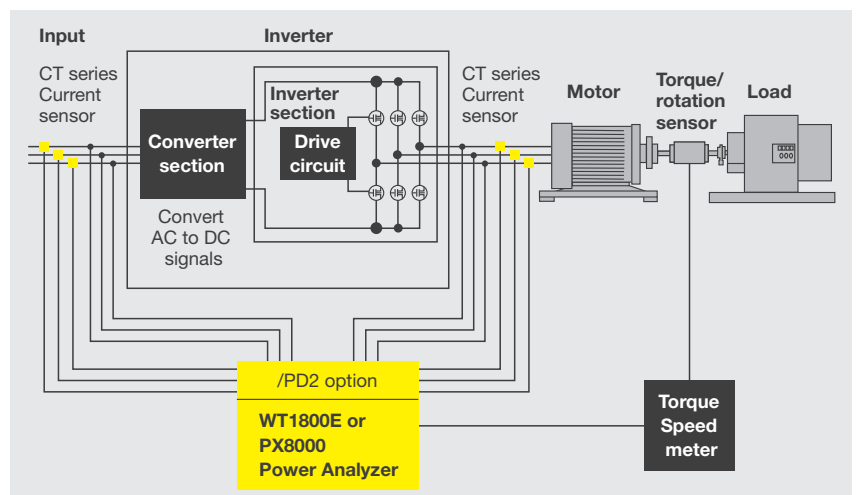 Input
Inverter
CT series
Current
sensor
Converter
section
Convert
AC to DC
signals
Inverter
section
Drive
circuit
CT series
Current
sensor
Motor
Torque/
rotation
sensor
Load
000
/PD2 option
WT1800E or
PX8000
Power Analyzer
Torque
Speed
meter